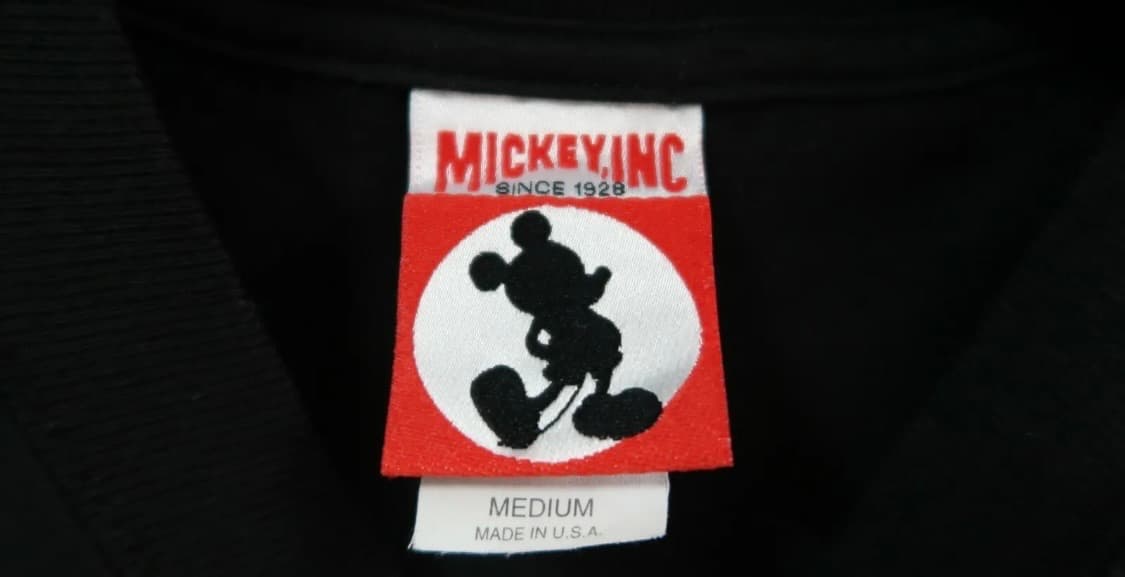 MICKEY, INC
SINCE 1928
MEDIUM
MADE IN U.S.A.